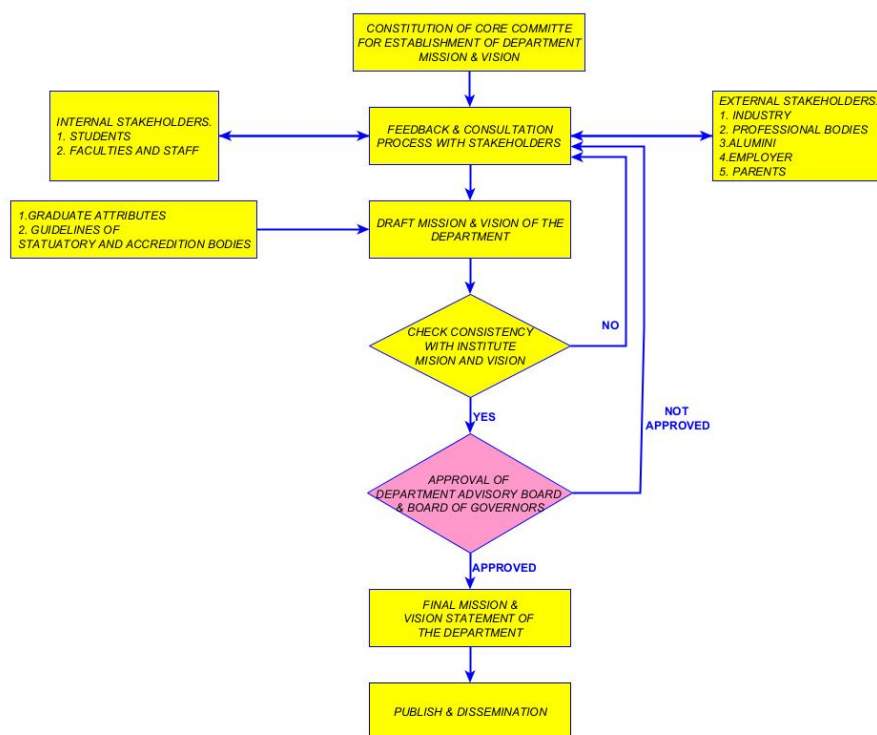 CONSTITUTION OF CORE COMMITTE
FOR ESTABLISHMENT OF DEPARTMENT
MISSION & VISION
INTERNAL STAKEHOLDERS.
1. STUDENTS
2. FACULTIES AND STAFF
FEEDBACK & CONSULTATION
PROCESS WITH STAKEHOLDERS
EXTERNAL STAKEHOLDERS.
1. INDUSTRY
2. PROFESSIONAL BODIES
3.ALUMINI
4.EMPLOYER
5. PARENTS
1.GRADUATE ATTRIBUTES
2. GUIDELINES OF
STATUATORY AND ACCREDITION BODIES
DRAFT MISSION & VISION OF THE
DEPARTMENT
CHECK CONSISTENCY
WITH INSTITUTE
MISION AND VISION
NO
YES
NOT
APPROVED
APPROVAL OF
DEPARTMENT ADVISORY BOARD
& BOARD OF GOVERNORS
APPROVED
FINAL MISSION &
VISION STATEMENT OF
THE DEPARTMENT
PUBLISH & DISSEMINATION